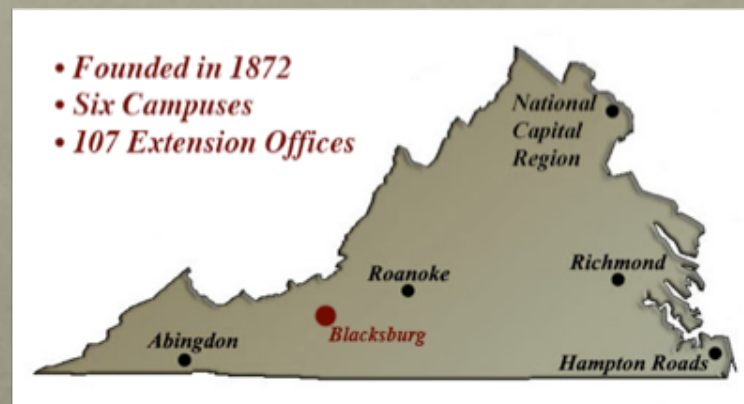 • Founded in 1872
• Six Campuses
• 107 Extension Offices
National
Capital
Region
Roanoke
Richmond
Blacksburg
Abingdon
Hampton Roads